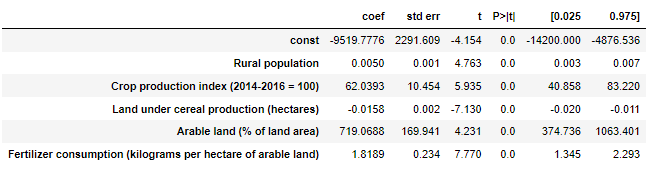 coef std err t P>|t| [0.025 0.975]
const -9519.7776 2291.609 -4.154 0.0 -14200.000 -4876.536
Rural population 0.0050 0.001 4.763 0.0 0.003 0.007
Crop production index (2014-2016 = 100) 62.0393 10.454 5.935 0.0 40.858 83.220
Land under cereal production (hectares) -0.0158 0.002 -7.130 0.0 -0.020 -0.011
Arable land (% of land area) 719.0688 169.941 4.231 0.0 374.736 1063.401
Fertilizer consumption (kilograms per hectare of arable land) 1.8189 0.234 7.770 0.0 1.345 2.293